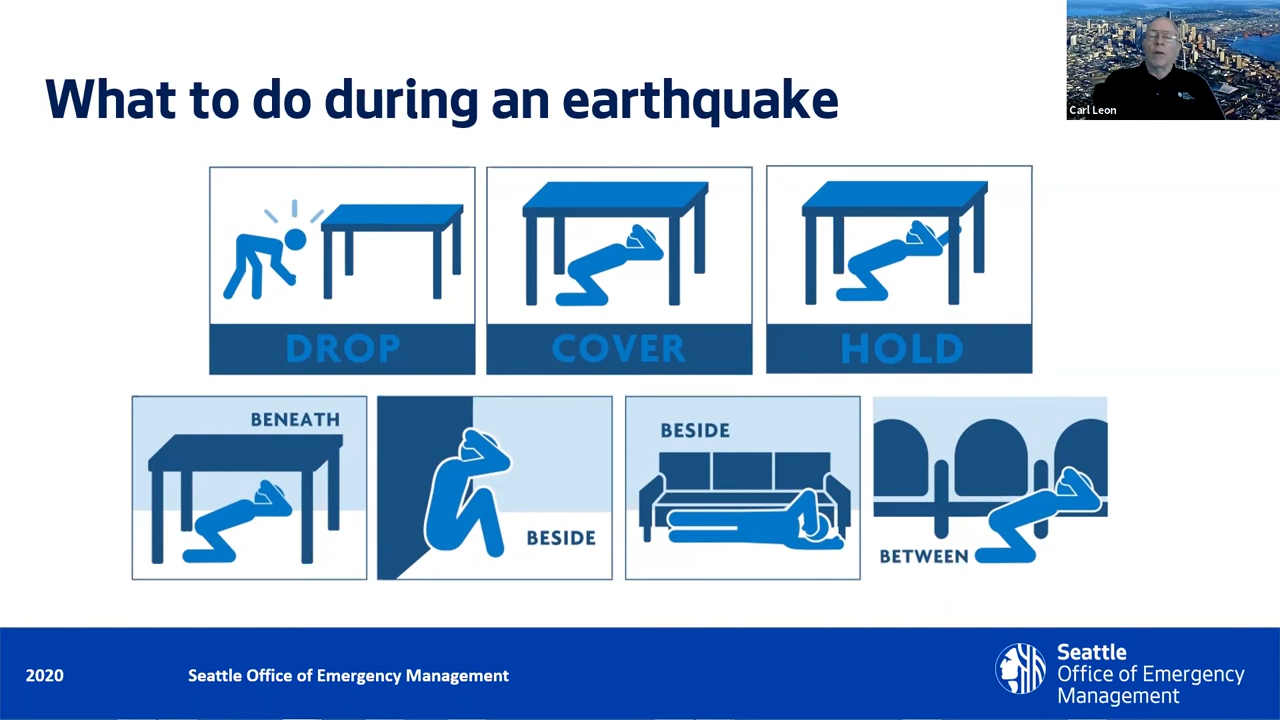 What to do during an earthquake
Carl Leon
DROP
COVER
HOLD
BENEATH
BESIDE
BESIDE
BETWEEN
2020
Seattle Office of Emergency Management
Seattle
Office of Emergency
Management